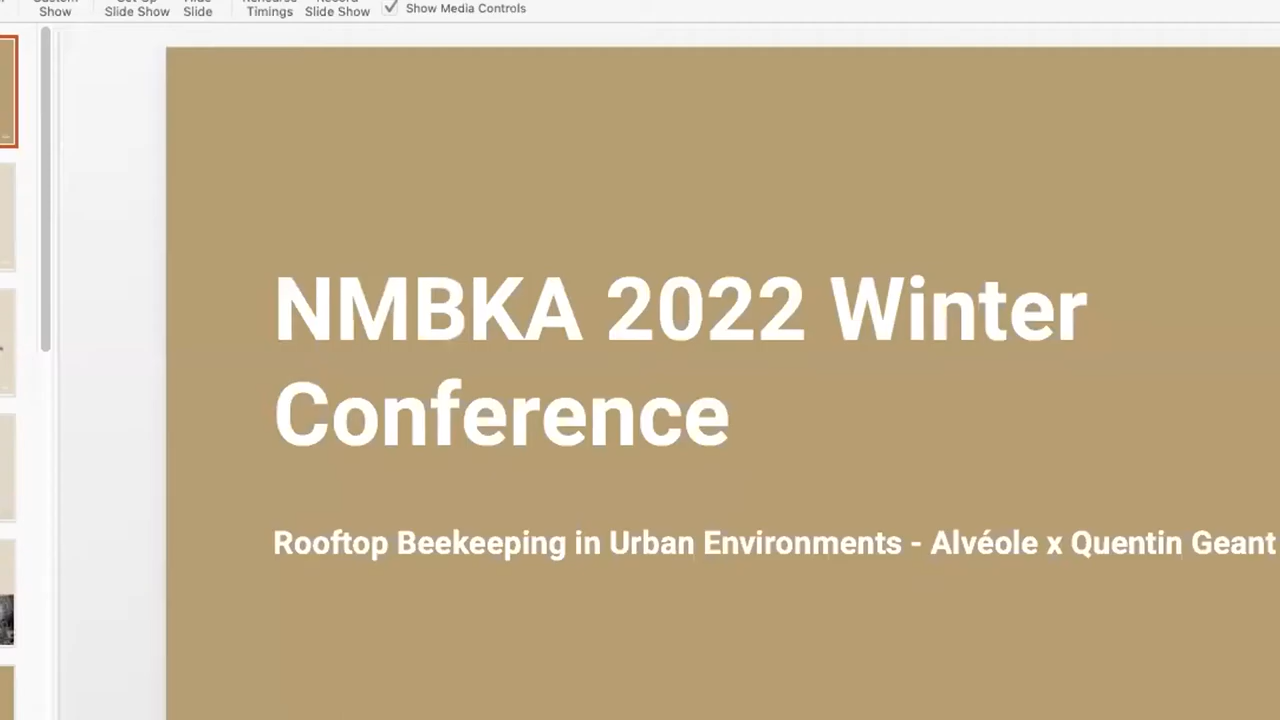 Show
Slide Show
Slide
Timings
Slide Show
Show Media Controls
NMBKA 2022 Winter
Conference
Rooftop Beekeeping in Urban Environments - Alvéole x Quentin Geant